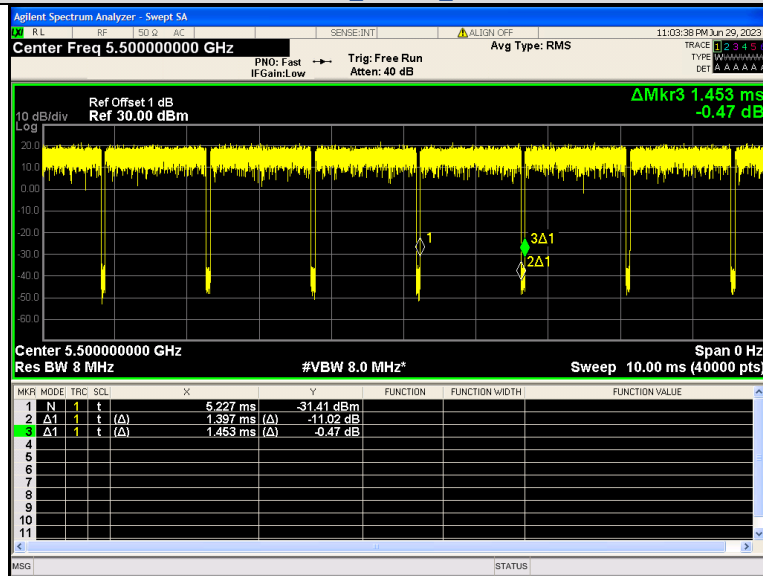 Agilent Spectrum Analyzer - Swept SA
LXI RL RF 50 Ω AC SENSE:INT ALIGN OFF 11:03:38 PM Jun 29, 2023
Center Freq 5.500000000 GHz Avg Type: RMS TRACE 1 2 3 4 5
PNO: Fast Trig: Free Run TYPE W
IFGain:Low Atten: 40 dB DET A A A A A
ΔMkr3 1.453 ms
-0.47 dB
Ref Offset 1 dB
10 dB/div Ref 30.00 dBm
Log
20.0
10.0
0.00
-10.0
-20.0
-30.0
-40.0
-50.0
-60.0
1
3Δ1
2Δ1
Center 5.500000000 GHz Span 0 Hz
Res BW 8 MHz #VBW 8.0 MHz* Sweep 10.00 ms (40000 pts)
MKR MODE TRC SCL X Y FUNCTION FUNCTION WIDTH FUNCTION VALUE
1 N 1 t 5.227 ms -31.41 dBm
2 Δ1 1 t (Δ) 1.397 ms (Δ) -11.02 dB
3 Δ1 1 t (Δ) 1.453 ms (Δ) -0.47 dB
4
5
6
7
8
9
10
11
MSG STATUS